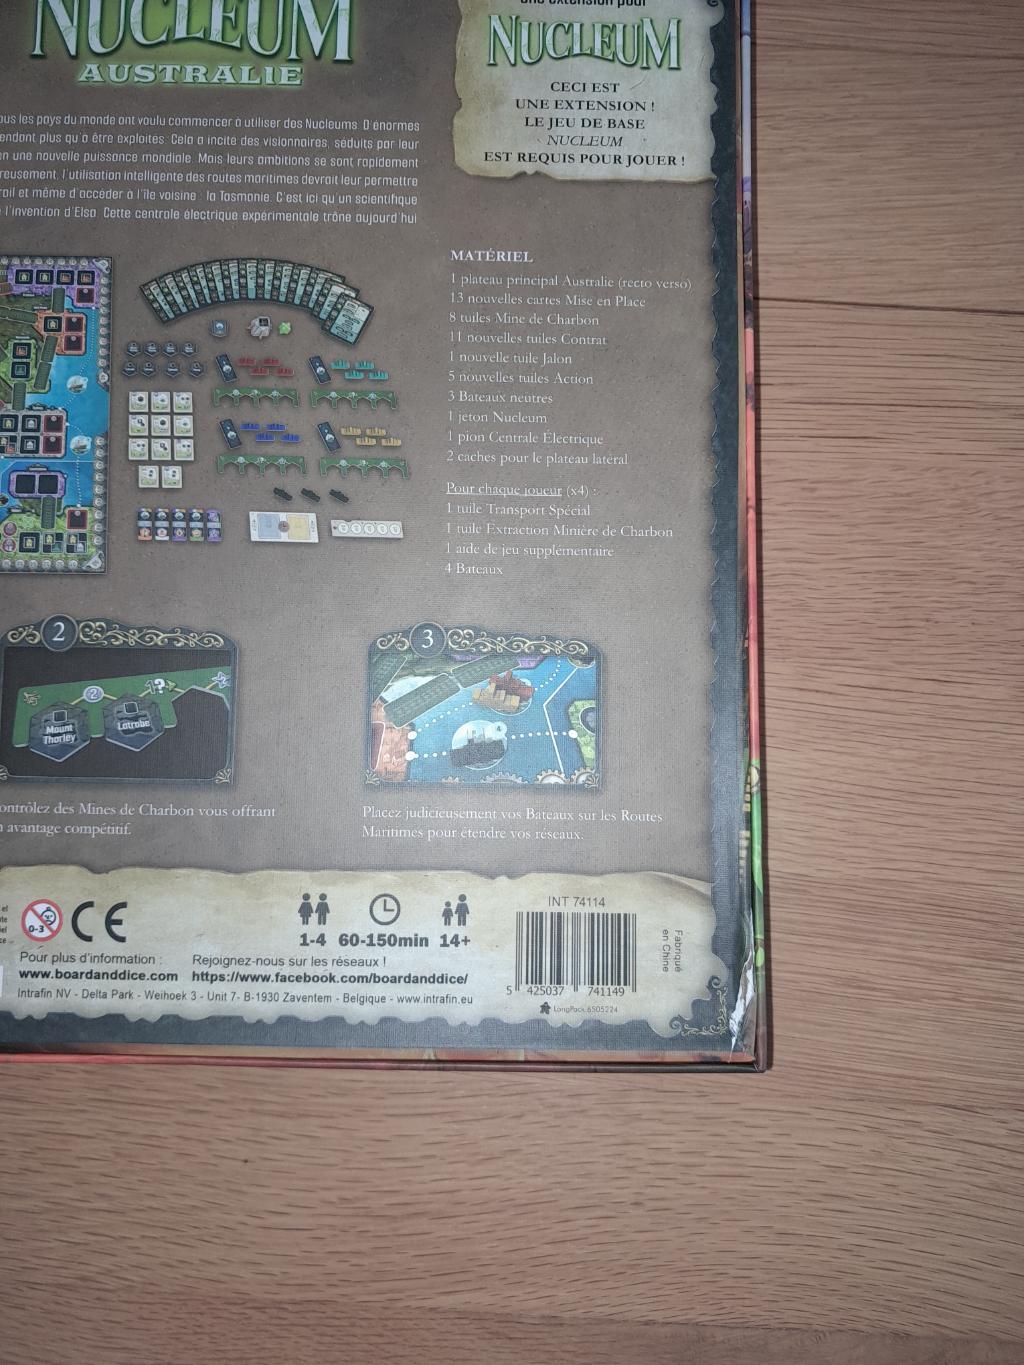 NUCLEUM
AUSTRALIE
une extension pour
NUCLEUM
CECI EST
UNE EXTENSION !
LE JEU DE BASE
NUCLEUM
EST REQUIS POUR JOUER !
ous les pays du monde ont voulu commencer à utiliser des Nucleums. D'énormes
endant plus qu'à être exploités. Cela a incité des visionnaires, séduits par leur
en une nouvelle puissance mondiale. Mais leurs ambitions se sont rapidement
reusement, l'utilisation intelligente des routes maritimes devrait leur permettre
rail et même d'accéder à l'île voisine : la Tasmanie. C'est ici qu'un scientifique
l'invention d'Elsa. Cette centrale électrique expérimentale trône aujourd'hui
MATÉRIEL
1 plateau principal Australie (recto verso)
13 nouvelles cartes Mise en Place
8 tuiles Mine de Charbon
11 nouvelles tuiles Contrat
1 nouvelle tuile Jalon
5 nouvelles tuiles Action
3 Bateaux neutres
1 jeton Nucleum
1 pion Centrale Électrique
2 caches pour le plateau latéral
Pour chaque joueur (x4) :
1 tuile Transport Spécial
1 tuile Extraction Minière de Charbon
1 aide de jeu supplémentaire
4 Bateaux
2
2
1?
Mount
Thorley
Latrobe
ontrôlez des Mines de Charbon vous offrant
n avantage compétitif.
3
4
Placez judicieusement vos Bateaux sur les Routes
Maritimes pour étendre vos réseaux.
0-3
CE
1-4 60-150min 14+
Pour plus d'information :
www.boardanddice.com
Rejoignez-nous sur les réseaux !
https://www.facebook.com/boardanddice/
Intrafin NV - Delta Park - Weihoek 3 - Unit 7- B-1930 Zaventem - Belgique - www.intrafin.eu
INT 74114
5 425037 741149
LongPack 6505224
Fabriqué
en Chine